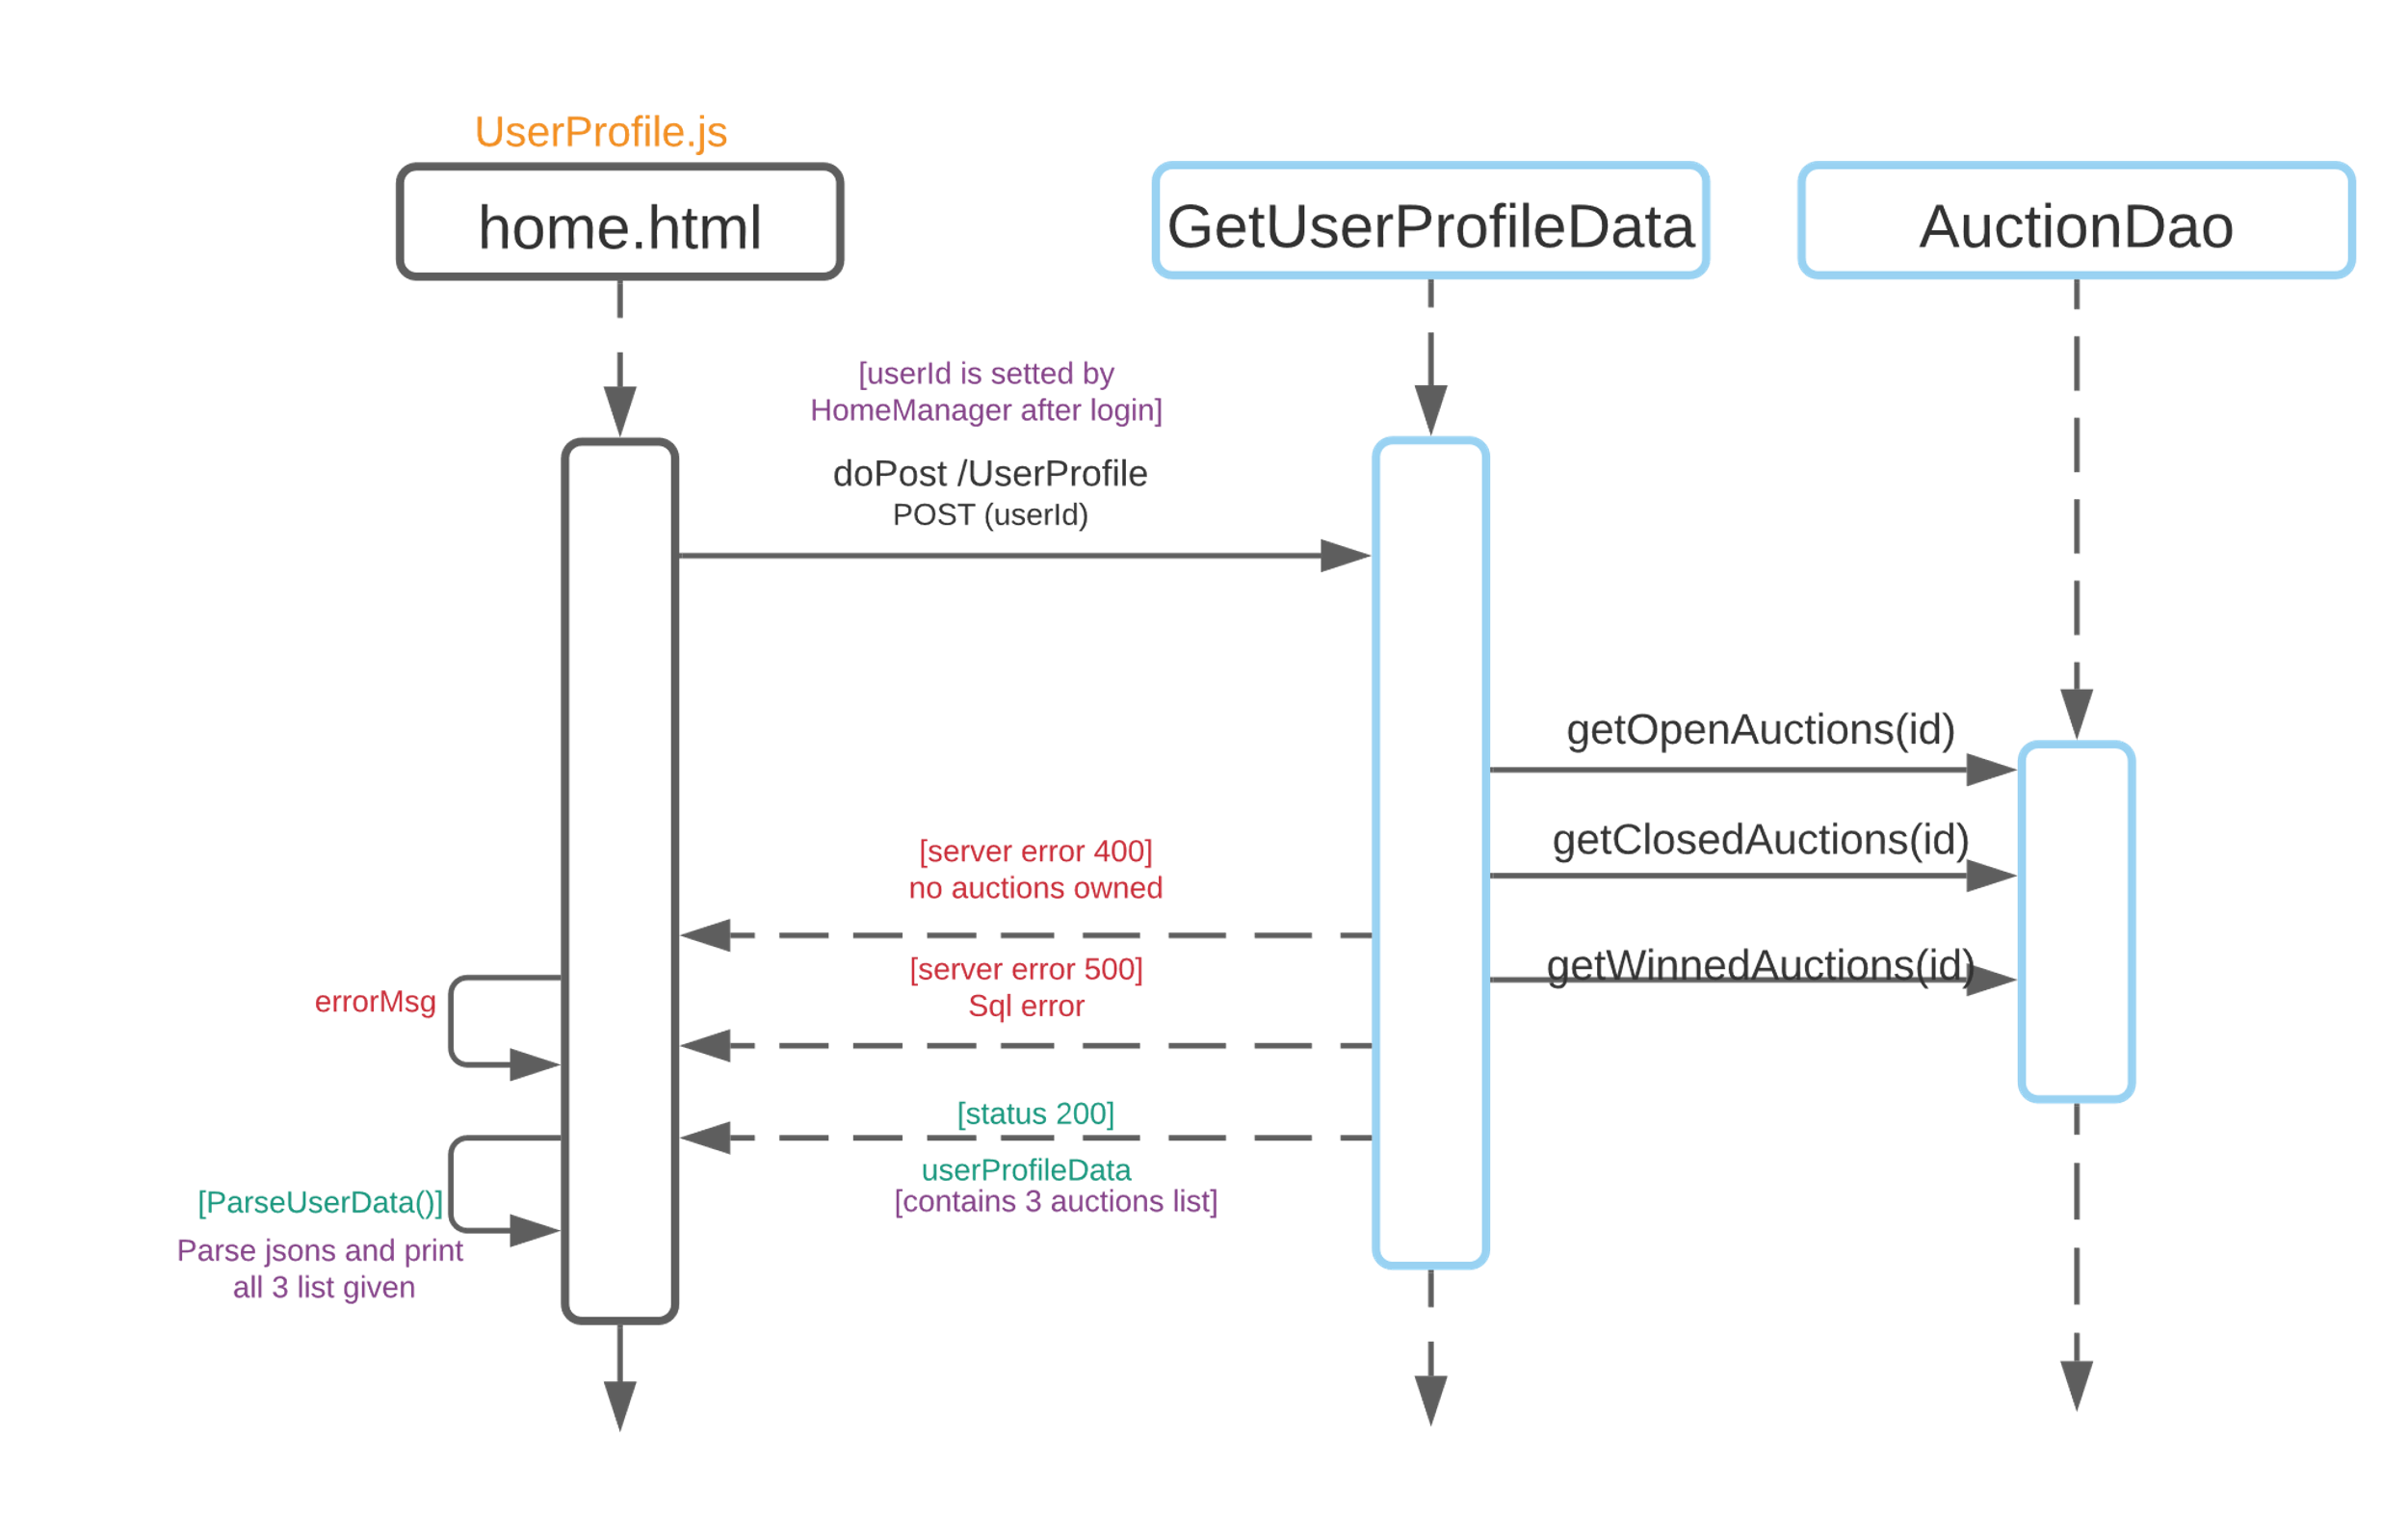 UserProfile.js
home.html
GetUserProfileData
AuctionDao
[userId is setted by
HomeManager after login]
doPost /UserProfile
POST (userId)
getOpenAuctions(id)
getClosedAuctions(id)
[server error 400]
no auctions owned
getWinnedAuctions(id)
[server error 500]
Sql error
errorMsg
[status 200]
userProfileData
[contains 3 auctions list]
[ParseUserData()]
Parse jsons and print
all 3 list given